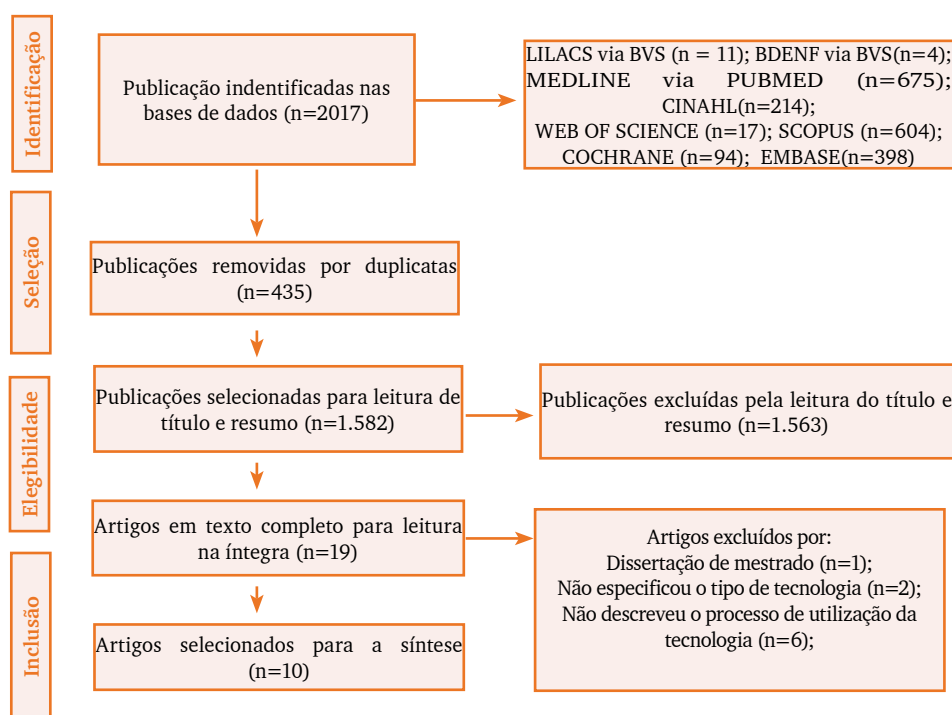 Identificação
Publicação indentificadas nas
bases de dados (n=2017)
LILACS via BVS (n = 11); BDENF via BVS(n=4);
MEDLINE via PUBMED (n=675);
CINAHL(n=214);
WEB OF SCIENCE (n=17); SCOPUS (n=604);
COCHRANE (n=94); EMBASE(n=398)
Seleção
Publicações removidas por duplicatas
(n=435)
Elegibilidade
Publicações selecionadas para leitura de
título e resumo (n=1.582)
Publicações excluídas pela leitura do título e
resumo (n=1.563)
Artigos em texto completo para leitura
na íntegra (n=19)
Artigos excluídos por:
Dissertação de mestrado (n=1);
Não especificou o tipo de tecnologia (n=2);
Não descreveu o processo de utilização da
tecnologia (n=6);
Inclusão
Artigos selecionados para a síntese
(n=10)